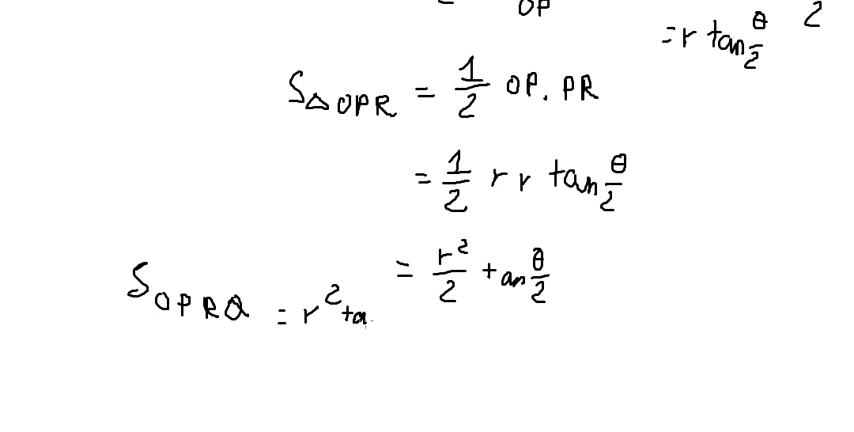 OP
= r tan θ/2 2
S△OPR = 1/2 OP. PR
= 1/2 r r tan θ/2
= r²/2 tan θ/2
SOPRQ = r² ta